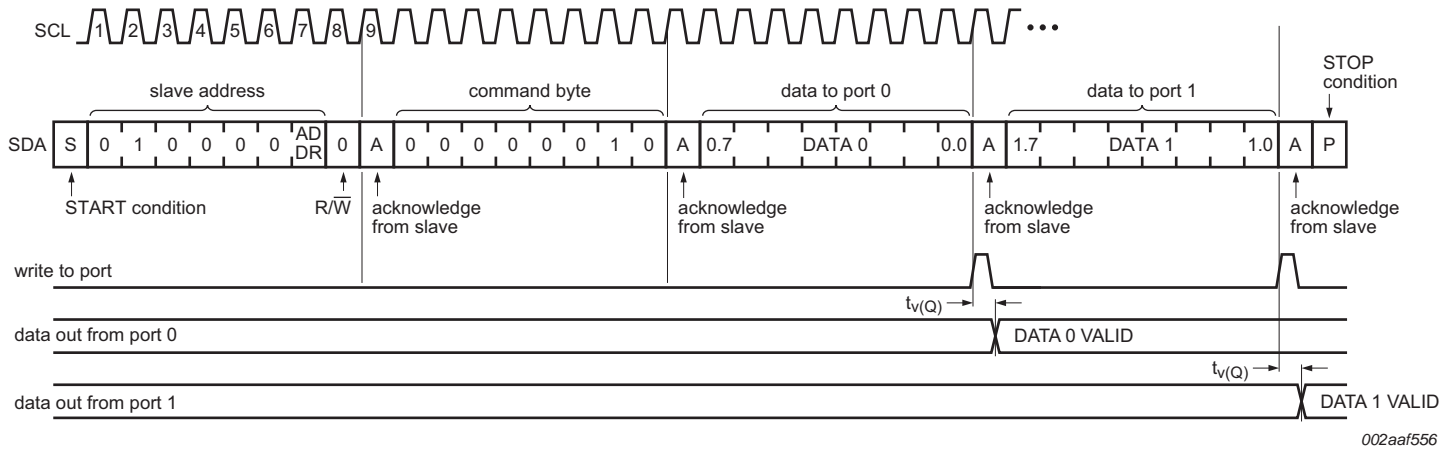 SCL 1 2 3 4 5 6 7 8 9 •••
STOP
condition
slave address command byte data to port 0 data to port 1
SDA S 0 1 0 0 0 0 AD DR 0 A 0 0 0 0 0 0 1 0 A 0.7 DATA 0 0.0 A 1.7 DATA 1 1.0 A P
START condition R/W̅ acknowledge from slave acknowledge from slave acknowledge from slave acknowledge from slave
write to port
tv(Q)
data out from port 0 DATA 0 VALID
tv(Q)
data out from port 1 DATA 1 VALID
002aaf556